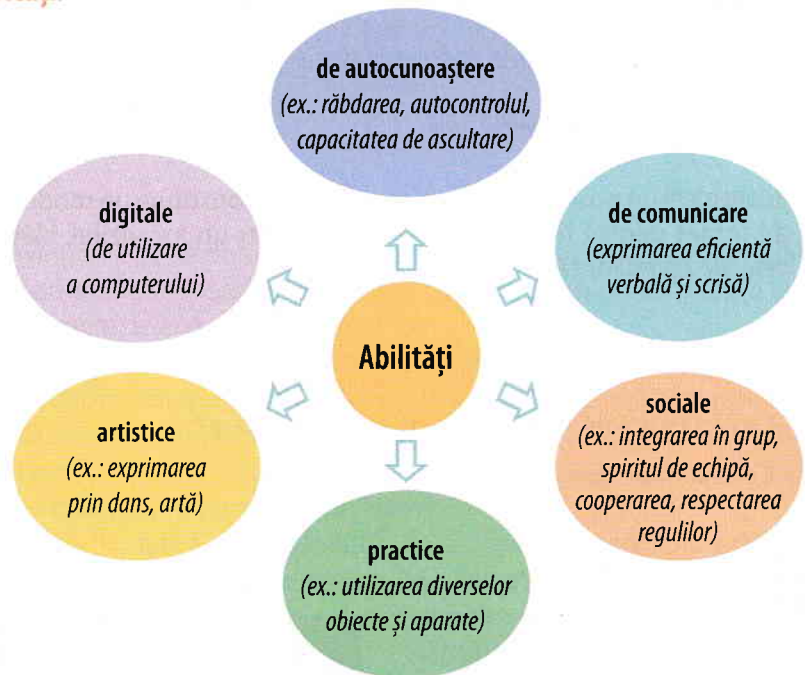 de autocunoaștere
(ex.: răbdarea, autocontrolul,
capacitatea de ascultare)
digitale
(de utilizare
a computerului)
de comunicare
(exprimarea eficientă
verbală și scrisă)
Abilități
artistice
(ex.: exprimarea
prin dans, artă)
sociale
(ex.: integrarea în grup,
spiritul de echipă,
cooperarea, respectarea
regulilor)
practice
(ex.: utilizarea diverselor
obiecte și aparate)